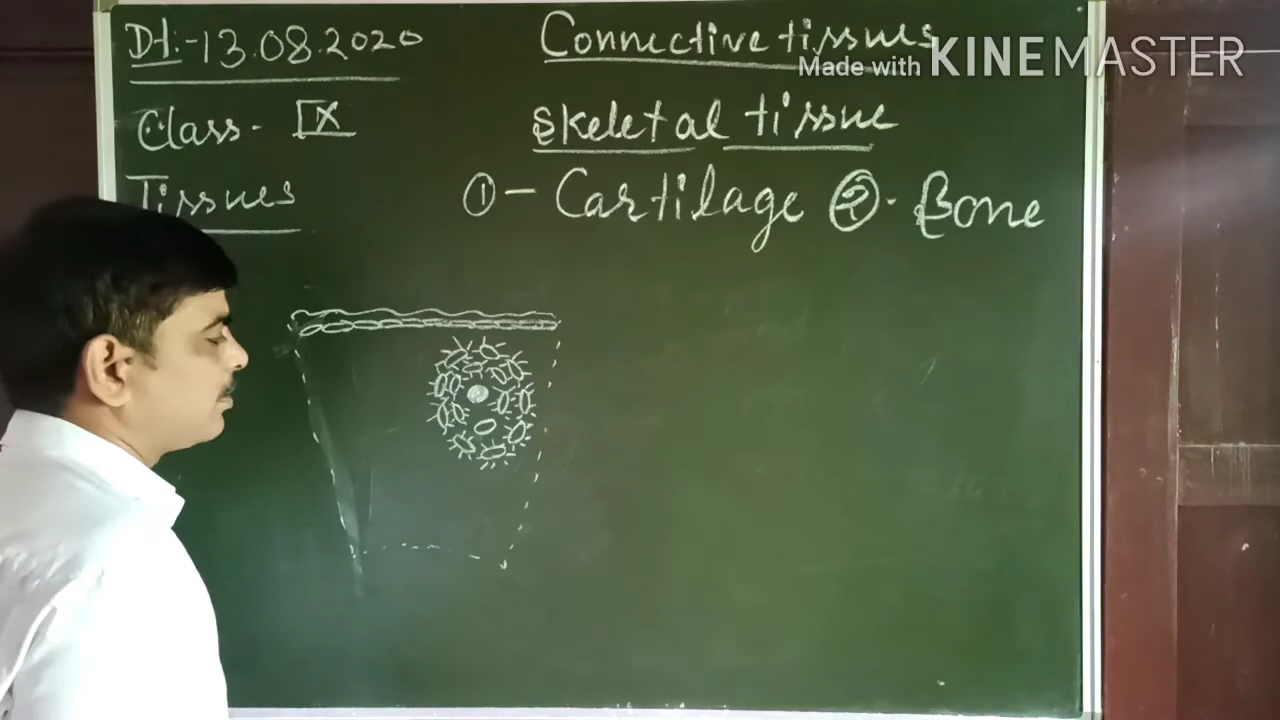 Dt:-13.08.2020
Connective tissues
Made with KINEMASTER
Class - IX
Skeletal tissue
Tissues
① - Cartilage ②. Bone